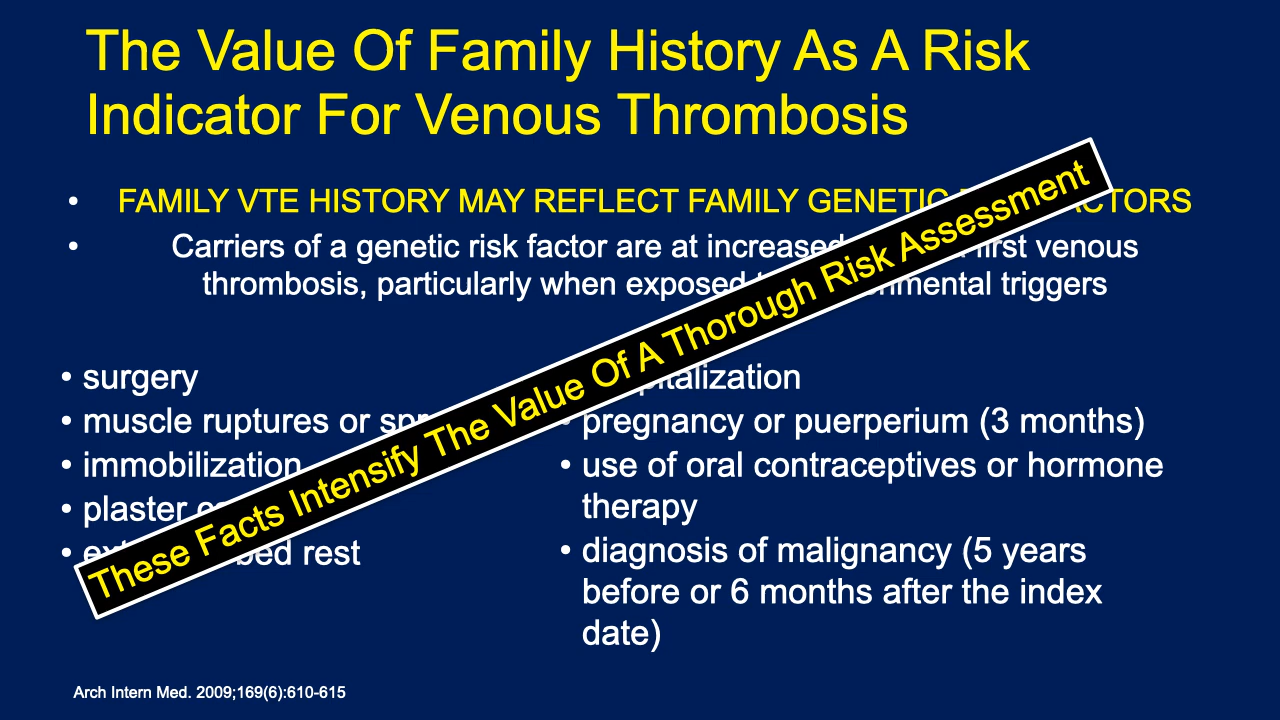 The Value Of Family History As A Risk
Indicator For Venous Thrombosis
• FAMILY VTE HISTORY MAY REFLECT FAMILY GENETIC FACTORS
• Carriers of a genetic risk factor are at increased first venous
thrombosis, particularly when exposed triggers
• surgery
• muscle ruptures or
• immobilization
• plaster
• bed rest
• pregnancy or puerperium (3 months)
• use of oral contraceptives or hormone
therapy
• diagnosis of malignancy (5 years
before or 6 months after the index
date)
These Facts Intensify The Value Of A Thorough Risk Assessment
Arch Intern Med. 2009;169(6):610-615